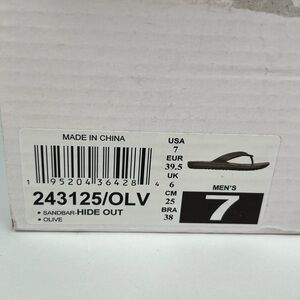 MADE IN CHINA
1 95204 36428 4
243125/OLV
• SANDBAR-HIDE OUT
• OLIVE
USA
7
EUR
39.5
UK
6
CM
25
BRA
38
MEN'S
7